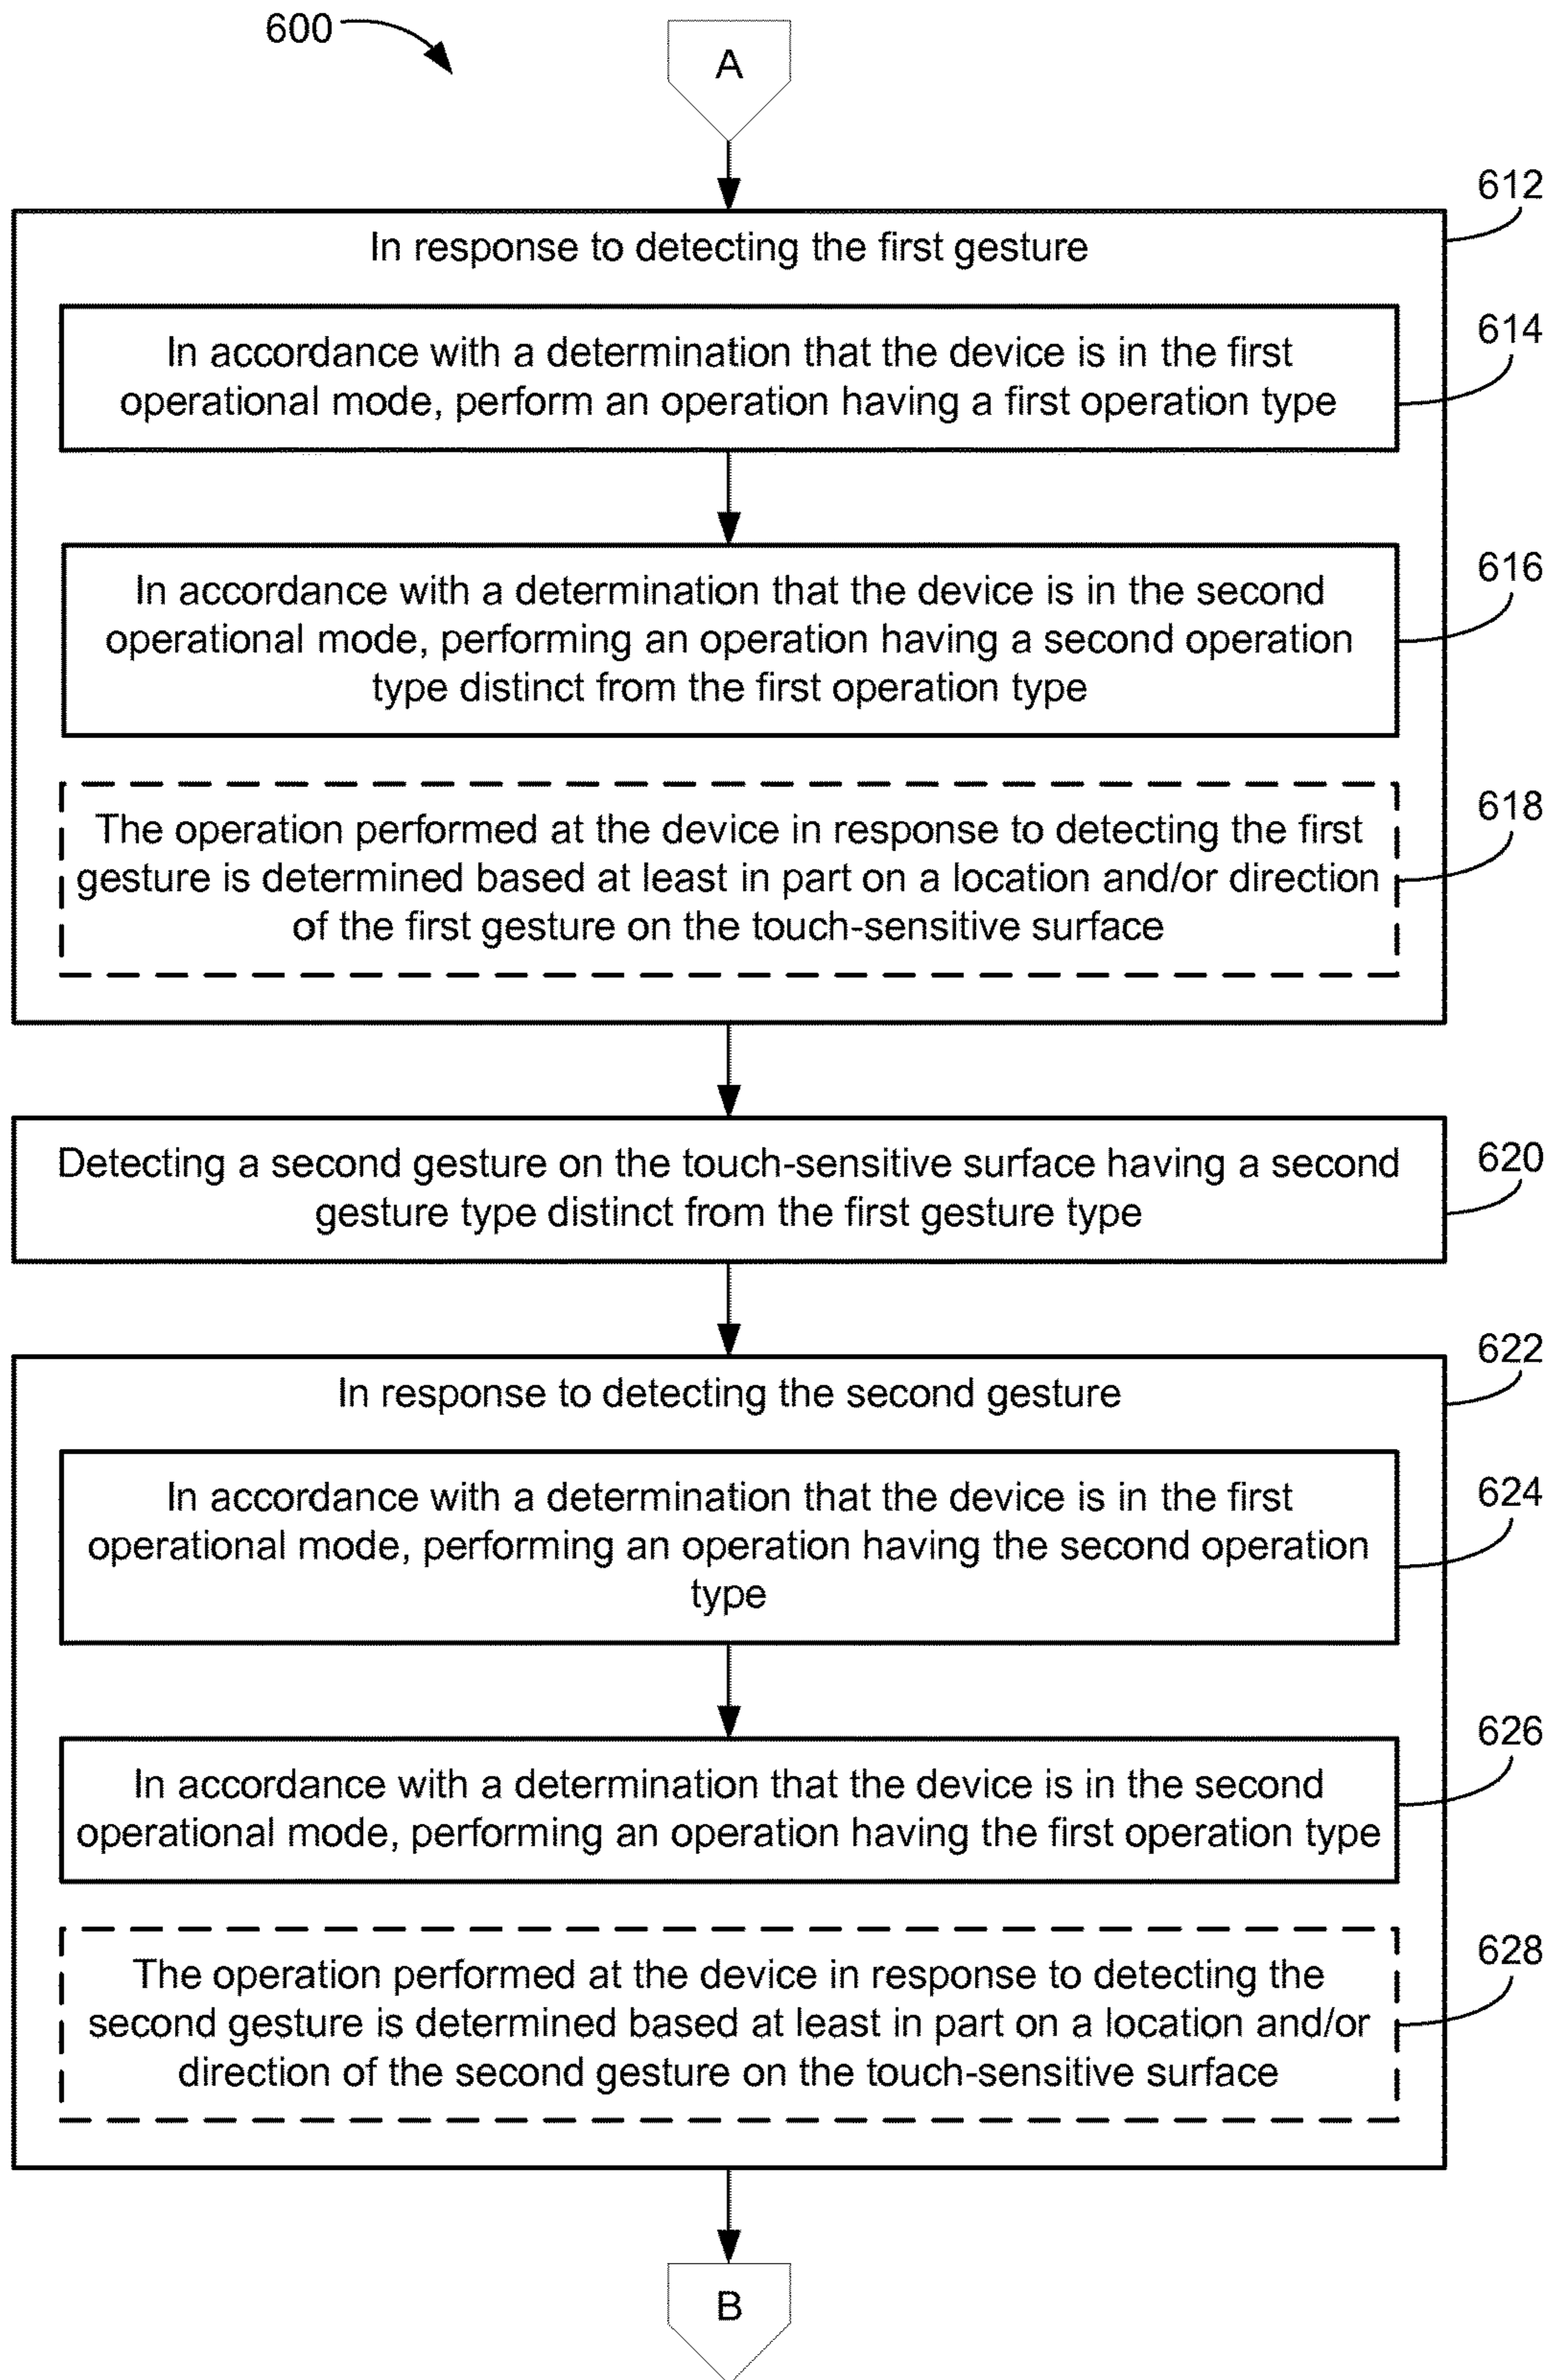 600
A
612
In response to detecting the first gesture
614
In accordance with a determination that the device is in the first
operational mode, perform an operation having a first operation type
616
In accordance with a determination that the device is in the second
operational mode, performing an operation having a second operation
type distinct from the first operation type
618
The operation performed at the device in response to detecting the first
gesture is determined based at least in part on a location and/or direction
of the first gesture on the touch-sensitive surface
620
Detecting a second gesture on the touch-sensitive surface having a second
gesture type distinct from the first gesture type
622
In response to detecting the second gesture
624
In accordance with a determination that the device is in the first
operational mode, performing an operation having the second operation
type
626
In accordance with a determination that the device is in the second
operational mode, performing an operation having the first operation type
628
The operation performed at the device in response to detecting the
second gesture is determined based at least in part on a location and/or
direction of the second gesture on the touch-sensitive surface
B